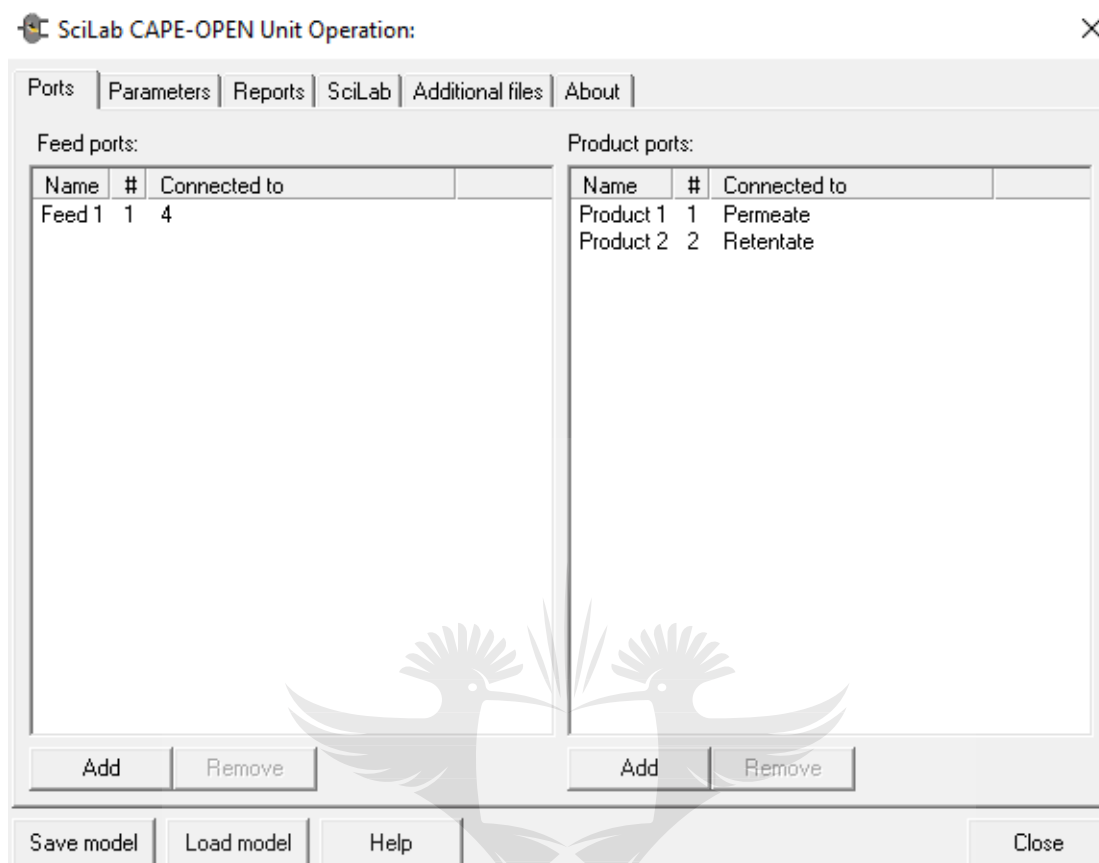 SciLab CAPE-OPEN Unit Operation:
Ports Parameters Reports SciLab Additional files About
Feed ports:
Name # Connected to
Feed 1 1 4
Add Remove
Product ports:
Name # Connected to
Product 1 1 Permeate
Product 2 2 Retentate
Add Remove
Save model Load model Help Close